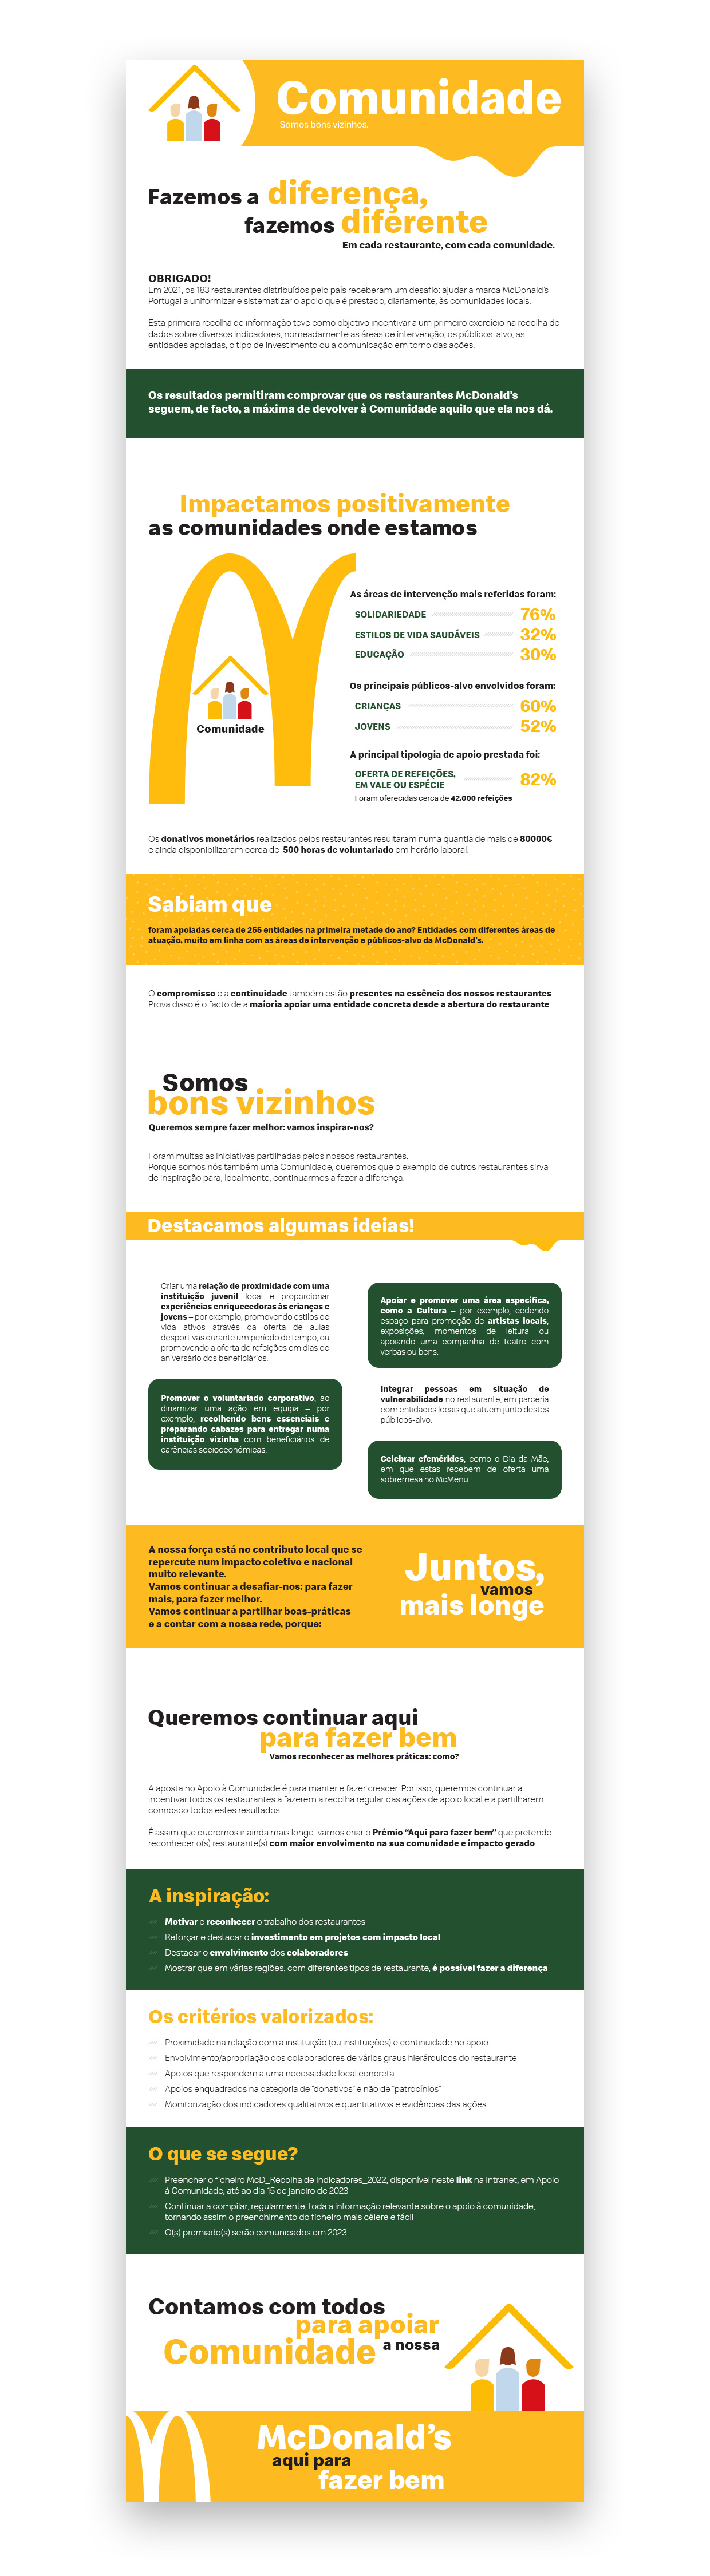 Comunidade
Somos bons vizinhos.
Fazemos a diferença,
fazemos diferente
Em cada restaurante, com cada comunidade.
OBRIGADO!
Em 2021, os 183 restaurantes distribuídos pelo país receberam um desafio: ajudar a marca McDonald's
Portugal a uniformizar e sistematizar o apoio que é prestado, diariamente, às comunidades locais.
Esta primeira recolha de informação teve como objetivo incentivar a um primeiro exercício na recolha de
dados sobre diversos indicadores, nomeadamente as áreas de intervenção, os públicos-alvo, as
entidades apoiadas, o tipo de investimento ou a comunicação em torno das ações.
Os resultados permitiram comprovar que os restaurantes McDonald's
seguem, de facto, a máxima de devolver à Comunidade aquilo que ela nos dá.
Impactamos positivamente
as comunidades onde estamos
Comunidade
As áreas de intervenção mais referidas foram:
SOLIDARIEDADE 76%
ESTILOS DE VIDA SAUDÁVEIS 32%
EDUCAÇÃO 30%
Os principais públicos-alvo envolvidos foram:
CRIANÇAS 60%
JOVENS 52%
A principal tipologia de apoio prestada foi:
OFERTA DE REFEIÇÕES,
EM VALE OU ESPÉCIE 82%
Foram oferecidas cerca de 42.000 refeições
Os donativos monetários realizados pelos restaurantes resultaram numa quantia de mais de 80000€
e ainda disponibilizaram cerca de 500 horas de voluntariado em horário laboral.
Sabiam que
foram apoiadas cerca de 255 entidades na primeira metade do ano? Entidades com diferentes áreas de
atuação, muito em linha com as áreas de intervenção e públicos-alvo da McDonald's.
O compromisso e a continuidade também estão presentes na essência dos nossos restaurantes.
Prova disso é o facto de a maioria apoiar uma entidade concreta desde a abertura do restaurante.
Somos
bons vizinhos
Queremos sempre fazer melhor: vamos inspirar-nos?
Foram muitas as iniciativas partilhadas pelos nossos restaurantes.
Porque somos nós também uma Comunidade, queremos que o exemplo de outros restaurantes sirva
de inspiração para, localmente, continuarmos a fazer a diferença.
Destacamos algumas ideias!
Criar uma relação de proximidade com uma
instituição juvenil local e proporcionar
experiências enriquecedoras às crianças e
jovens – por exemplo, promovendo estilos de
vida ativos através da oferta de aulas
desportivas durante um período de tempo, ou
promovendo a oferta de refeições em dias de
aniversário dos beneficiários.
Promover o voluntariado corporativo, ao
dinamizar uma ação em equipa – por
exemplo, recolhendo bens essenciais e
preparando cabazes para entregar numa
instituição vizinha com beneficiários de
carências socioeconómicas.
Apoiar e promover uma área específica,
como a Cultura – por exemplo, cedendo
espaço para promoção de artistas locais,
exposições, momentos de leitura ou
apoiando uma companhia de teatro com
verbas ou bens.
Integrar pessoas em situação de
vulnerabilidade no restaurante, em parceria
com entidades locais que atuem junto destes
públicos-alvo.
Celebrar efemérides, como o Dia da Mãe,
em que estas recebem de oferta uma
sobremesa no McMenu.
A nossa força está no contributo local que se
repercute num impacto coletivo e nacional
muito relevante.
Vamos continuar a desafiar-nos: para fazer
mais, para fazer melhor.
Vamos continuar a partilhar boas-práticas
e a contar com a nossa rede, porque:
Juntos,
vamos
mais longe
Queremos continuar aqui
para fazer bem
Vamos reconhecer as melhores práticas: como?
A aposta no Apoio à Comunidade é para manter e fazer crescer. Por isso, queremos continuar a
incentivar todos os restaurantes a fazerem a recolha regular das ações de apoio local e a partilharem
connosco todos estes resultados.
É assim que queremos ir ainda mais longe: vamos criar o Prémio “Aqui para fazer bem” que pretende
reconhecer o(s) restaurante(s) com maior envolvimento na sua comunidade e impacto gerado.
A inspiração:
Motivar e reconhecer o trabalho dos restaurantes
Reforçar e destacar o investimento em projetos com impacto local
Destacar o envolvimento dos colaboradores
Mostrar que em várias regiões, com diferentes tipos de restaurante, é possível fazer a diferença
Os critérios valorizados:
Proximidade na relação com a instituição (ou instituições) e continuidade no apoio
Envolvimento/apropriação dos colaboradores de vários graus hierárquicos do restaurante
Apoios que respondem a uma necessidade local concreta
Apoios enquadrados na categoria de “donativos” e não de “patrocínios”
Monitorização dos indicadores qualitativos e quantitativos e evidências das ações
O que se segue?
Preencher o ficheiro McD_Recolha de Indicadores_2022, disponível neste link na Intranet, em Apoio
à Comunidade, até ao dia 15 de janeiro de 2023
Continuar a compilar, regularmente, toda a informação relevante sobre o apoio à comunidade,
tornando assim o preenchimento do ficheiro mais célere e fácil
O(s) premiado(s) serão comunicados em 2023
Contamos com todos
para apoiar
a nossa
Comunidade
McDonald's
aqui para
fazer bem